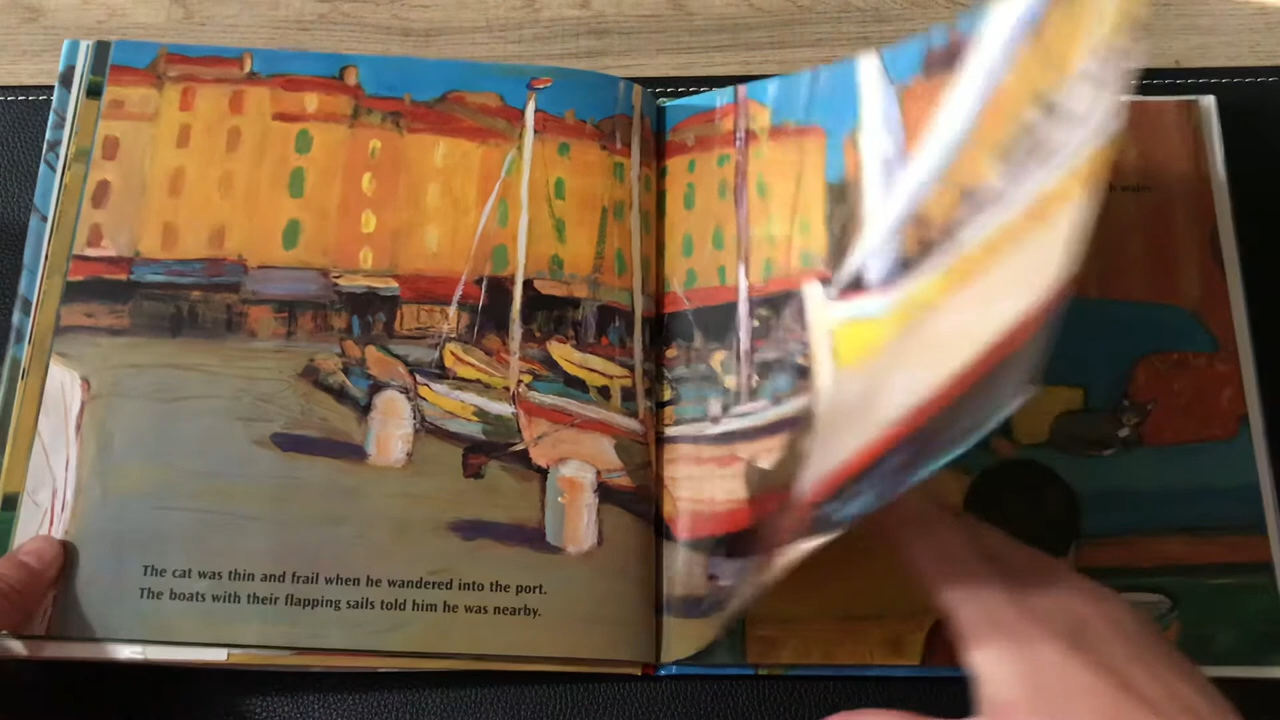 The cat was thin and frail when he wandered into the port.
The boats with their flapping sails told him he was nearby.